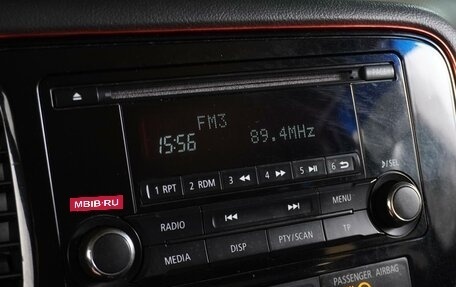 FM3
15:56 89.4MHz
1 RPT 2 RDM 3 4 5 6
♪/SEL
MBIB.RU
RADIO MENU
MEDIA DISP PTY/SCAN TP
PASSENGER AIRBAG